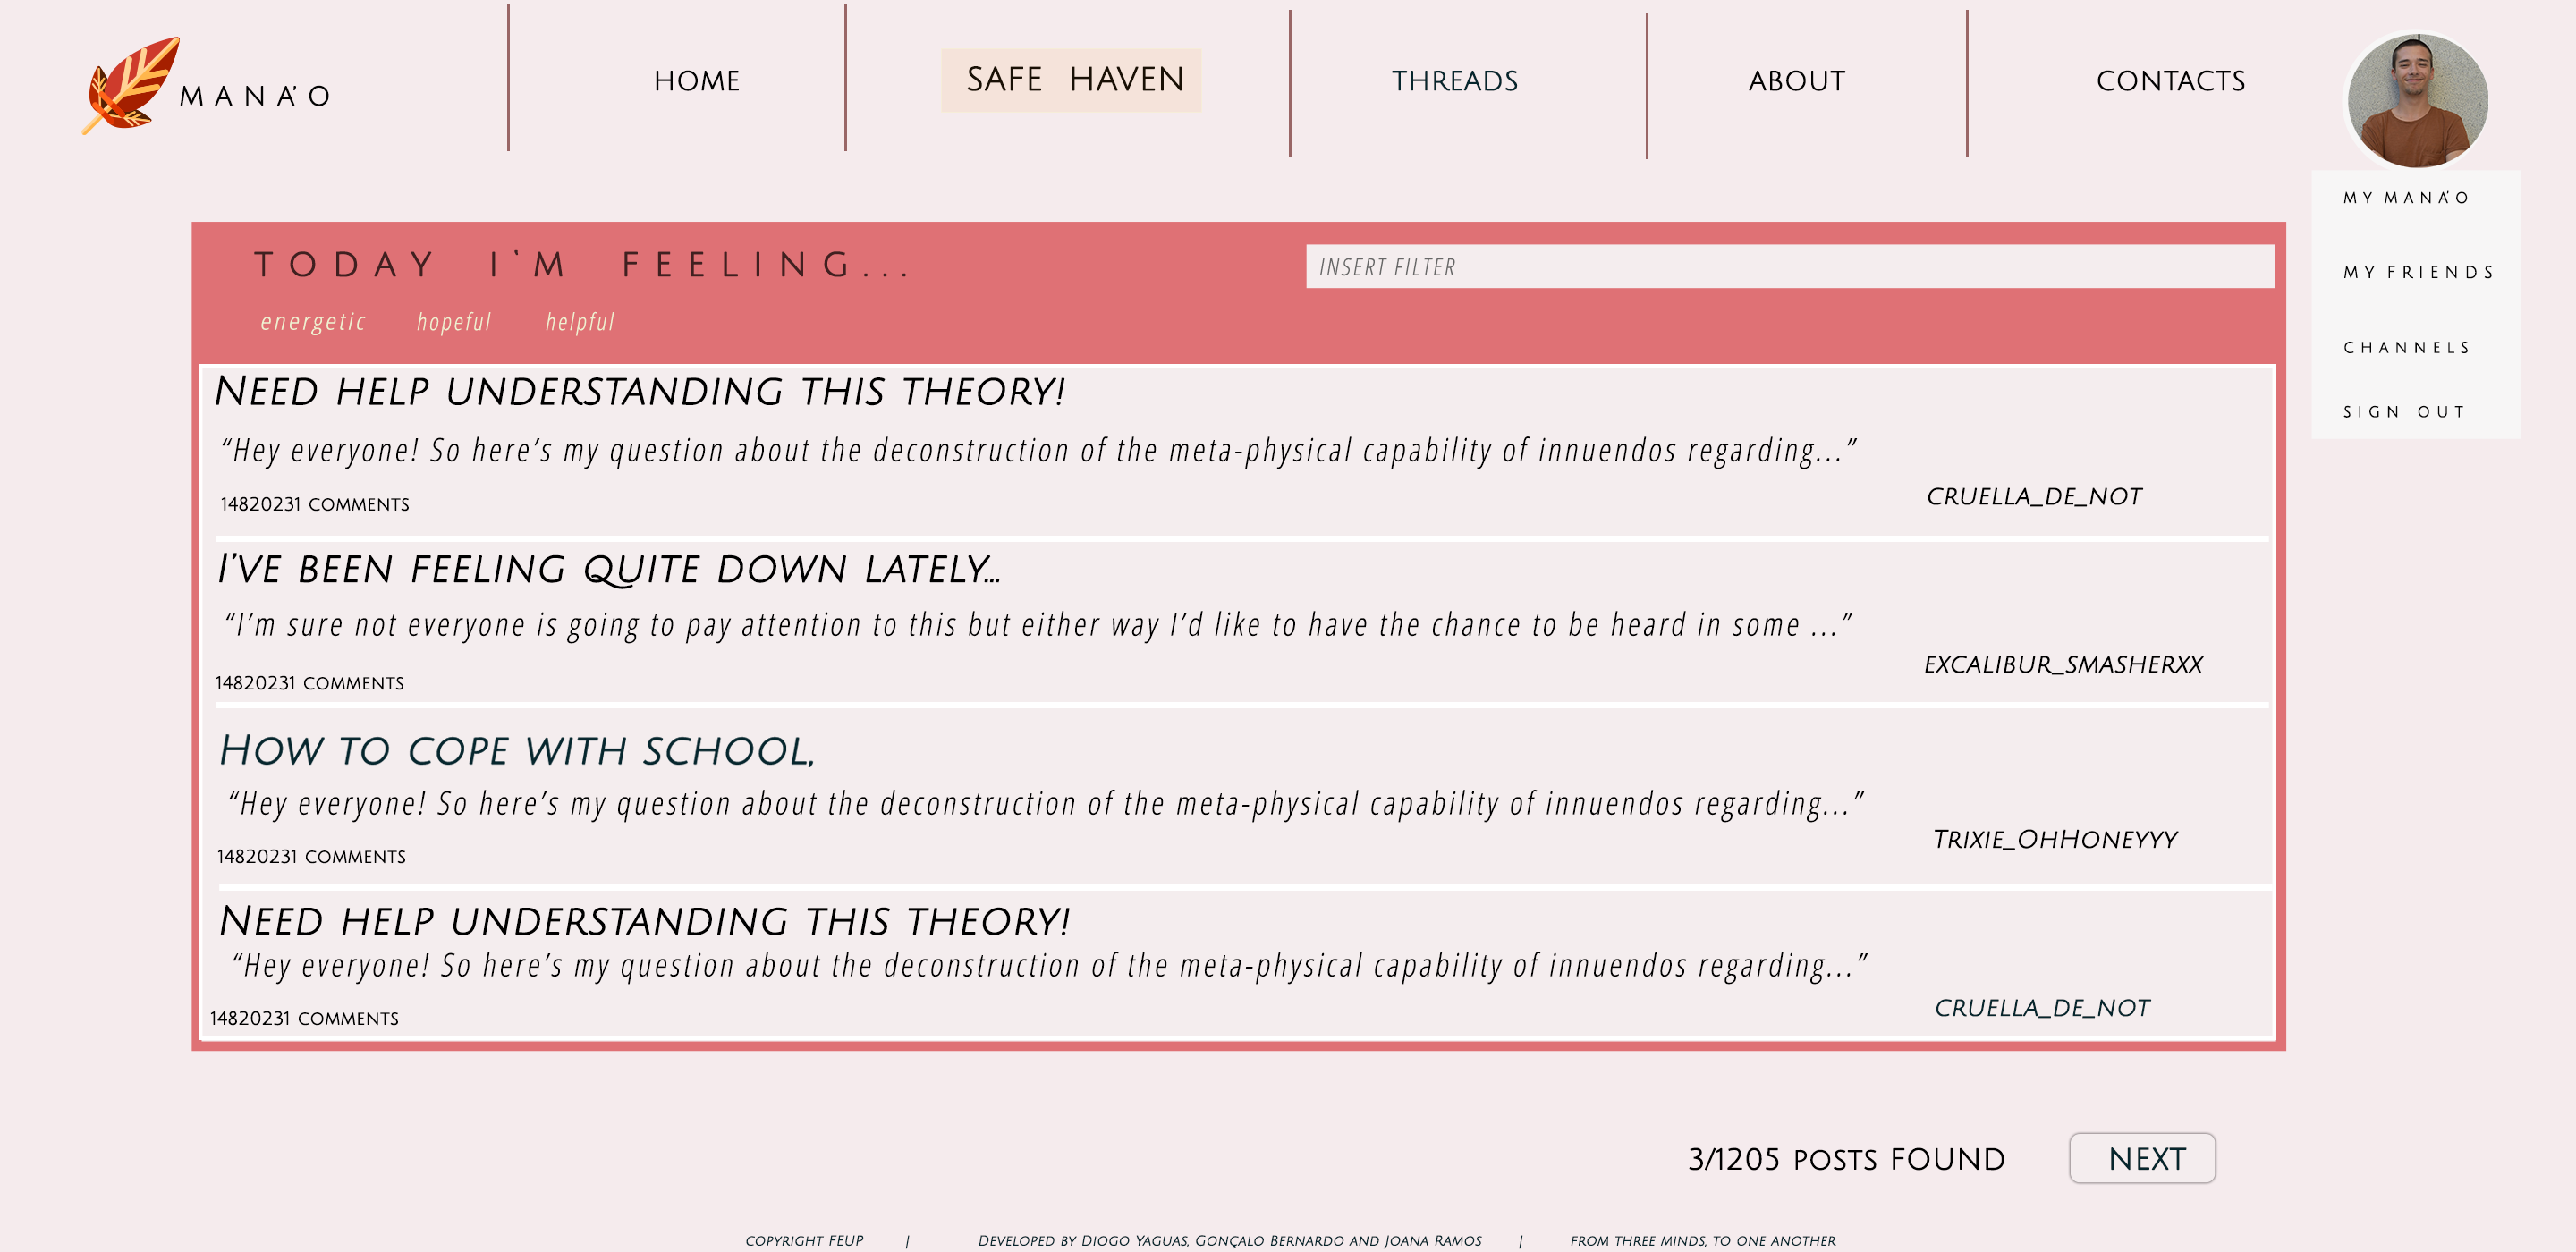 MANA'O
HOME
SAFE HAVEN
THREADS
ABOUT
CONTACTS
MY MANA'O
MY FRIENDS
CHANNELS
SIGN OUT
TODAY I'M FEELING...
INSERT FILTER
energetic hopeful helpful
NEED HELP UNDERSTANDING THIS THEORY!
“Hey everyone! So here’s my question about the deconstruction of the meta-physical capability of innuendos regarding...”
14820231 COMMENTS
CRUELLA_DE_NOT
I’VE BEEN FEELING QUITE DOWN LATELY...
“I’m sure not everyone is going to pay attention to this but either way I’d like to have the chance to be heard in some ...”
14820231 COMMENTS
EXCALIBUR_SMASHERXX
HOW TO COPE WITH SCHOOL,
“Hey everyone! So here’s my question about the deconstruction of the meta-physical capability of innuendos regarding...”
14820231 COMMENTS
TRIXIE_OHHONEYYY
NEED HELP UNDERSTANDING THIS THEORY!
“Hey everyone! So here’s my question about the deconstruction of the meta-physical capability of innuendos regarding...”
14820231 COMMENTS
CRUELLA_DE_NOT
3/1205 POSTS FOUND
NEXT
COPYRIGHT FEUP | DEVELOPED BY DIOGO YAGUAS, GONÇALO BERNARDO AND JOANA RAMOS | FROM THREE MINDS, TO ONE ANOTHER